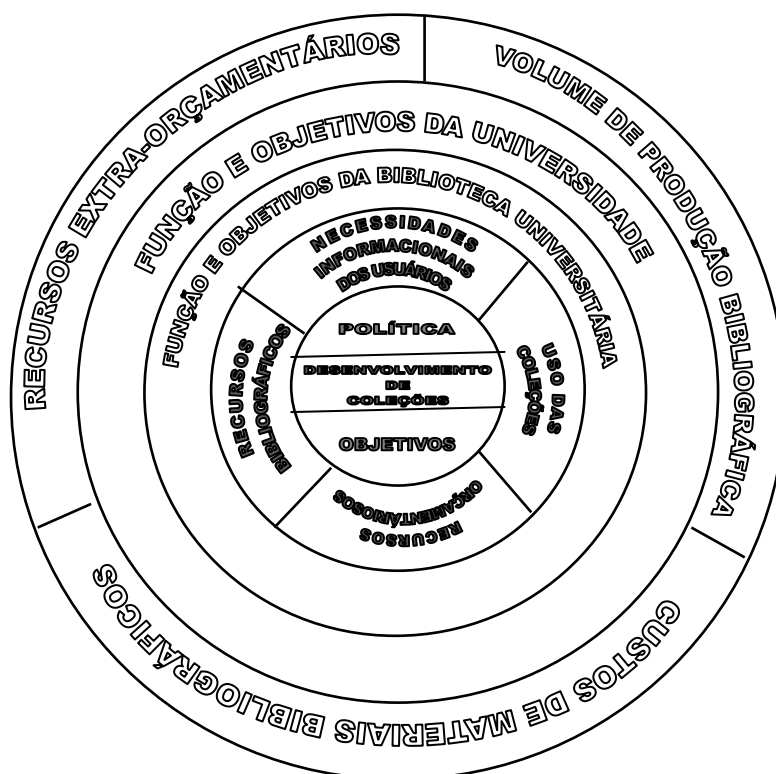 RECURSOS EXTRA-ORÇAMENTÁRIOS
VOLUME DE PRODUÇÃO BIBLIOGRÁFICA
CUSTOS DE MATERIAIS BIBLIOGRÁFICOS
FUNÇÃO E OBJETIVOS DA UNIVERSIDADE
FUNÇÃO E OBJETIVOS DA BIBLIOTECA UNIVERSITÁRIA
NECESSIDADES
INFORMACIONAIS
DOS USUÁRIOS
USO DAS
COLEÇÕES
RECURSOS
ORÇAMENTÁRIOSOS
RECURSOS
BIBLIOGRÁFICOS
POLÍTICA
DESENVOLVIMENTO
DE
COLEÇÕES
OBJETIVOS